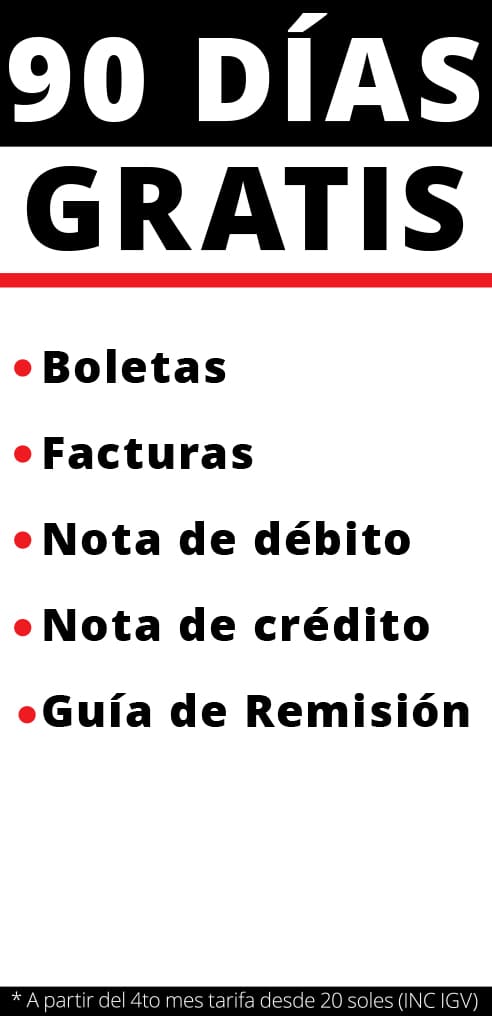 90 DÍAS
GRATIS
• Boletas
• Facturas
• Nota de débito
• Nota de crédito
• Guía de Remisión
* A partir del 4to mes tarifa desde 20 soles (INC IGV)